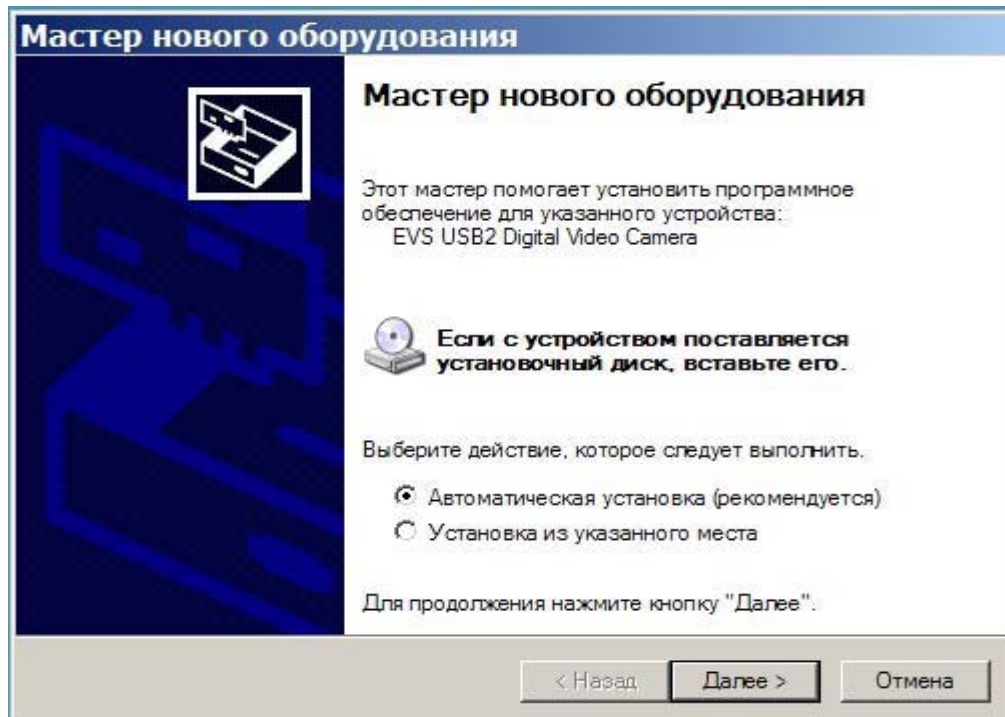 Мастер нового оборудования
Мастер нового оборудования
Этот мастер помогает установить программное
обеспечение для указанного устройства:
EVS USB2 Digital Video Camera
Если с устройством поставляется
установочный диск, вставьте его.
Выберите действие, которое следует выполнить.
Автоматическая установка (рекомендуется)
Установка из указанного места
Для продолжения нажмите кнопку "Далее".
< Назад
Далее >
Отмена